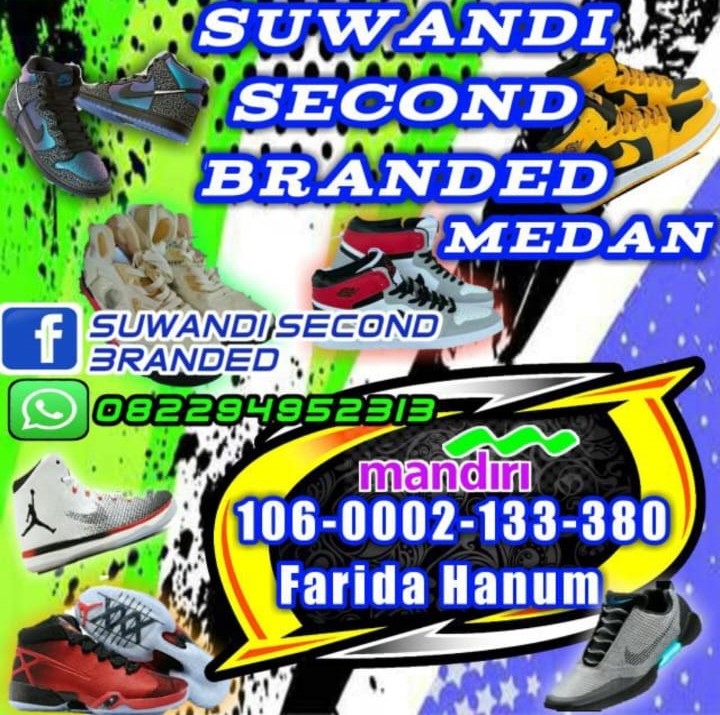 SUWANDI
SECOND
BRANDED
MEDAN
SUWANDI SECOND
BRANDED
082294952313
mandiri
106-0002-133-380
Farida Hanum